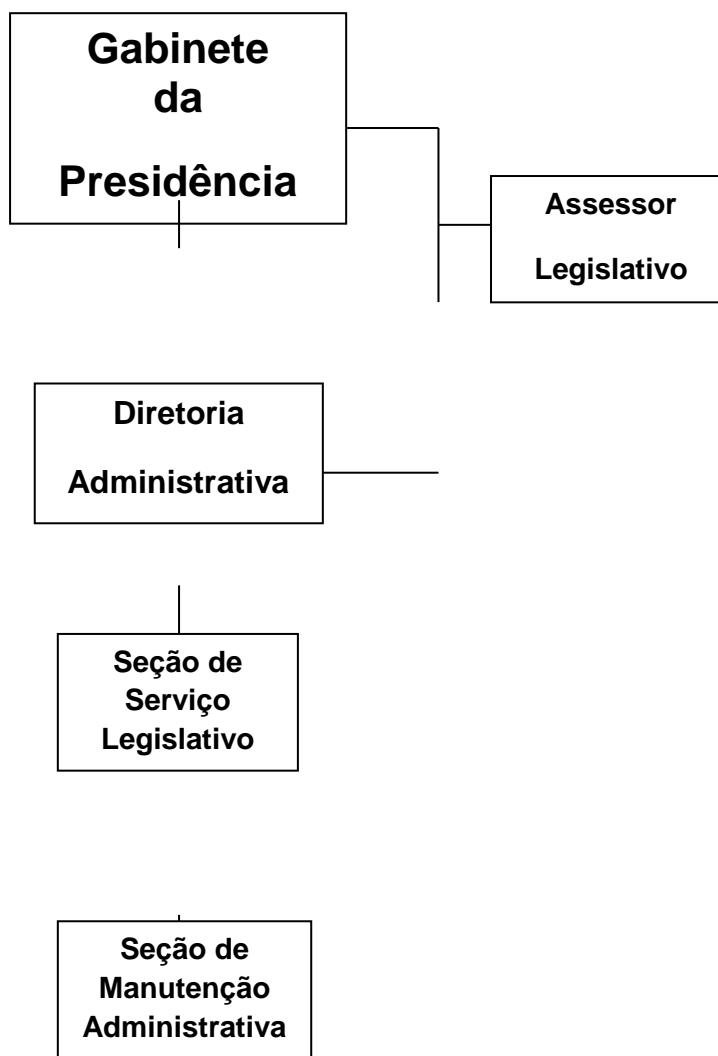 Gabinete
da
Presidência
Assessor
Legislativo
Diretoria
Administrativa
Seção de
Serviço
Legislativo
Seção de
Manutenção
Administrativa